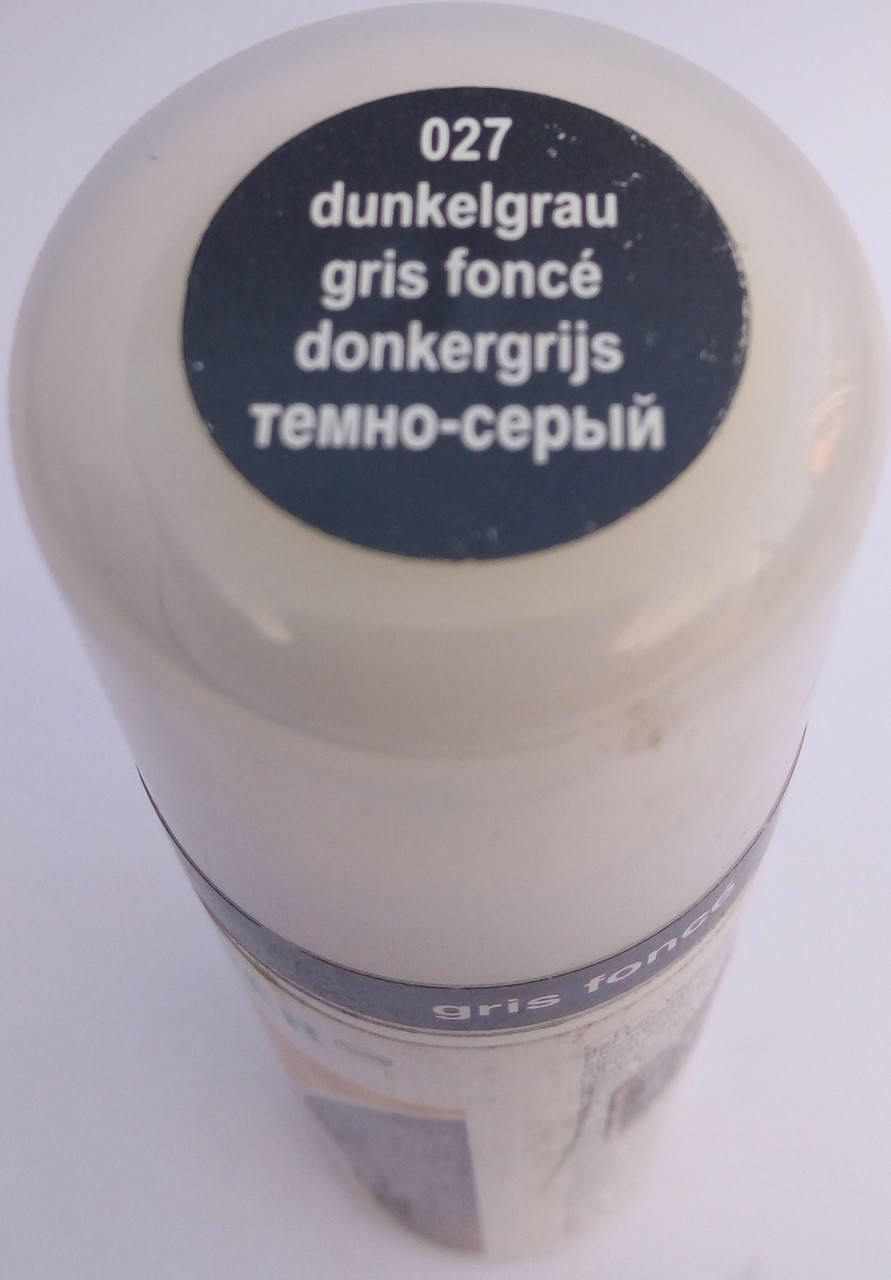 027
dunkelgrau
gris foncé
donkergrijs
темно-серый
gris foncé